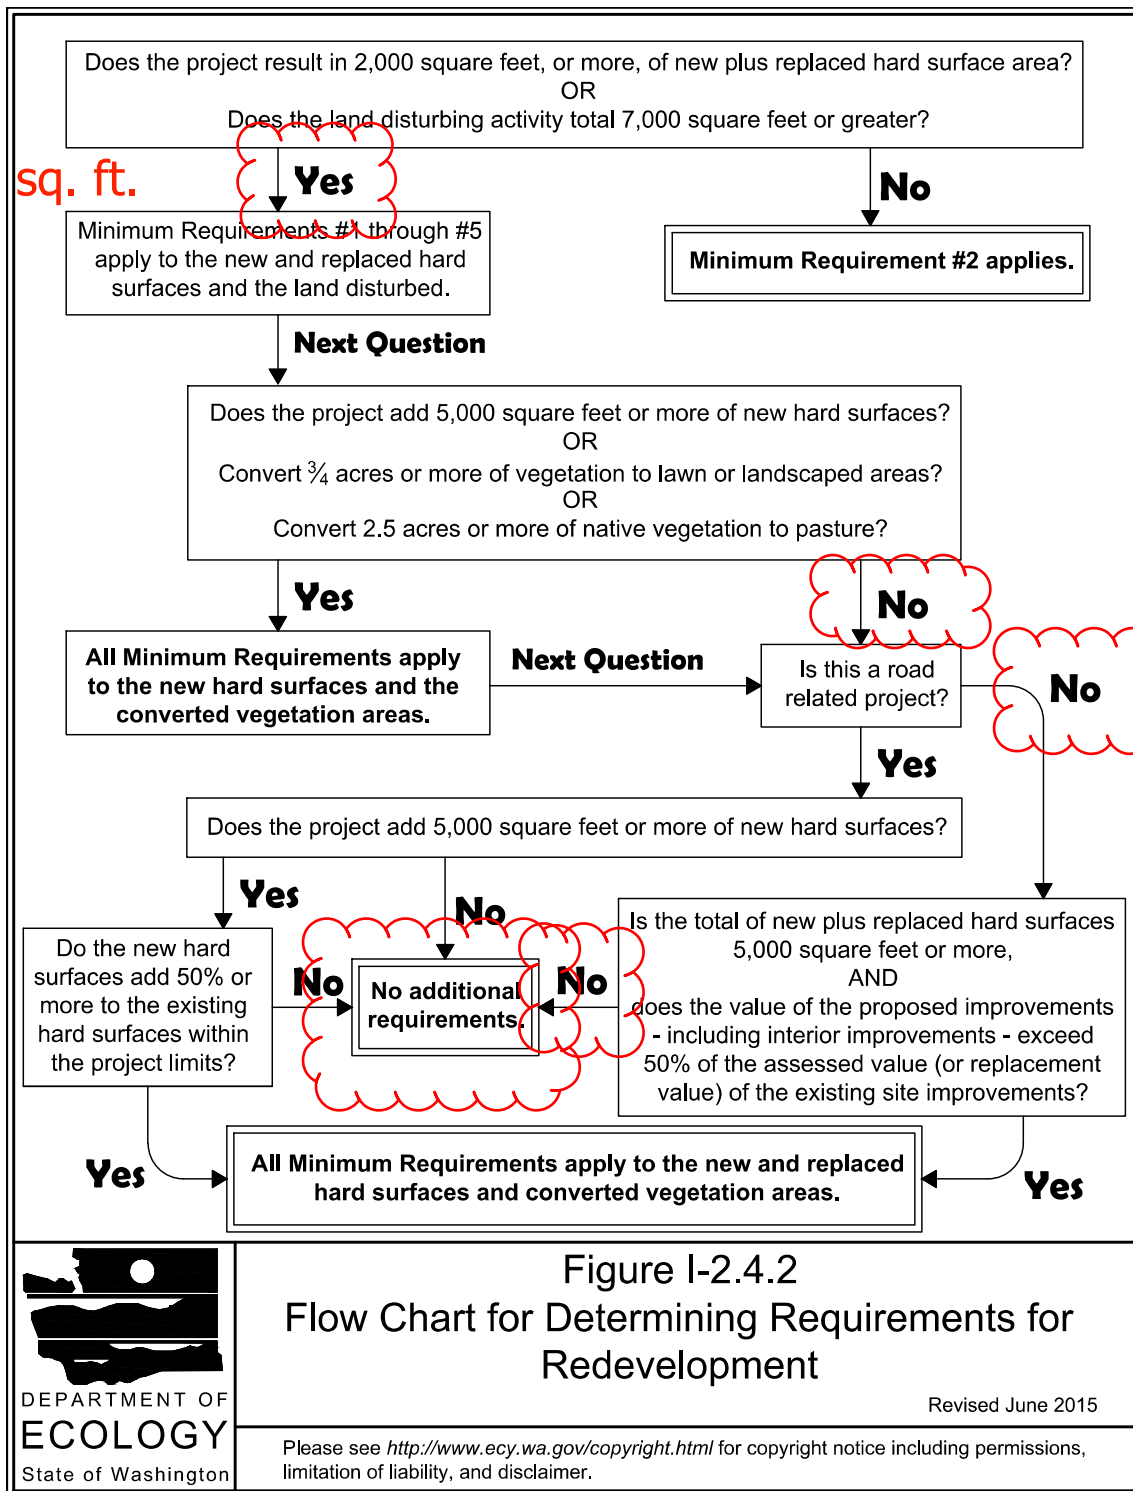 Does the project result in 2,000 square feet, or more, of new plus replaced hard surface area?
OR
Does the land disturbing activity total 7,000 square feet or greater?
sq. ft.
Yes
No
Minimum Requirements #1 through #5
apply to the new and replaced hard
surfaces and the land disturbed.
Minimum Requirement #2 applies.
Next Question
Does the project add 5,000 square feet or more of new hard surfaces?
OR
Convert ¾ acres or more of vegetation to lawn or landscaped areas?
OR
Convert 2.5 acres or more of native vegetation to pasture?
Yes
No
All Minimum Requirements apply
to the new hard surfaces and the
converted vegetation areas.
Next Question
Is this a road
related project?
No
Yes
Does the project add 5,000 square feet or more of new hard surfaces?
Yes
No
Do the new hard
surfaces add 50% or
more to the existing
hard surfaces within
the project limits?
No
No additional
requirements.
No
Is the total of new plus replaced hard surfaces
5,000 square feet or more,
AND
does the value of the proposed improvements
- including interior improvements - exceed
50% of the assessed value (or replacement
value) of the existing site improvements?
Yes
All Minimum Requirements apply to the new and replaced
hard surfaces and converted vegetation areas.
Yes
DEPARTMENT OF
ECOLOGY
State of Washington
Figure I-2.4.2
Flow Chart for Determining Requirements for
Redevelopment
Revised June 2015
Please see http://www.ecy.wa.gov/copyright.html for copyright notice including permissions,
limitation of liability, and disclaimer.